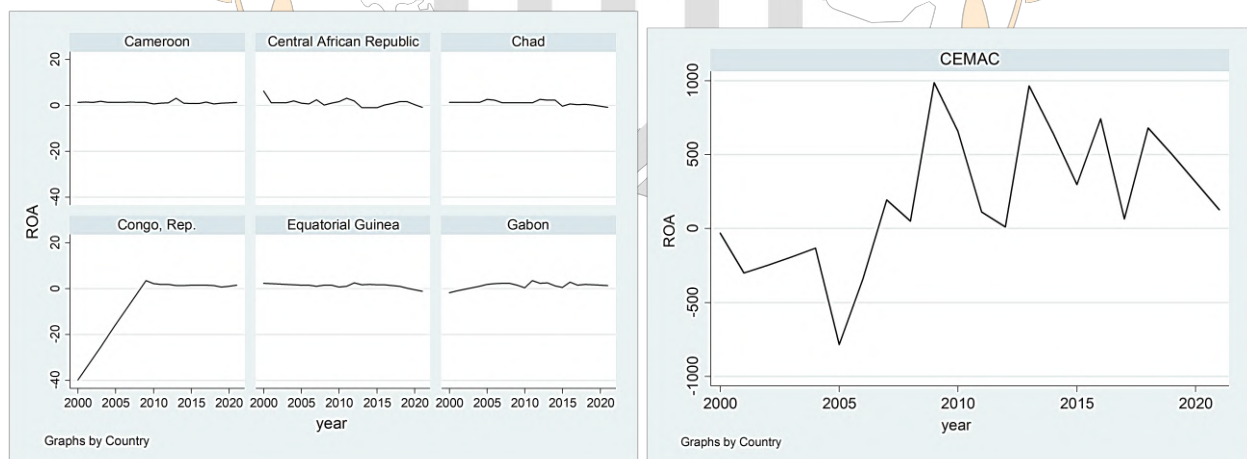 Cameroon Central African Republic Chad
20
0
-20
-40
Congo, Rep. Equatorial Guinea Gabon
20
0
-20
-40
ROA
2000 2005 2010 2015 2020 2000 2005 2010 2015 2020 2000 2005 2010 2015 2020
year
Graphs by Country
CEMAC
1000
500
0
-500
-1000
ROA
2000 2005 2010 2015 2020
year
Graphs by Country